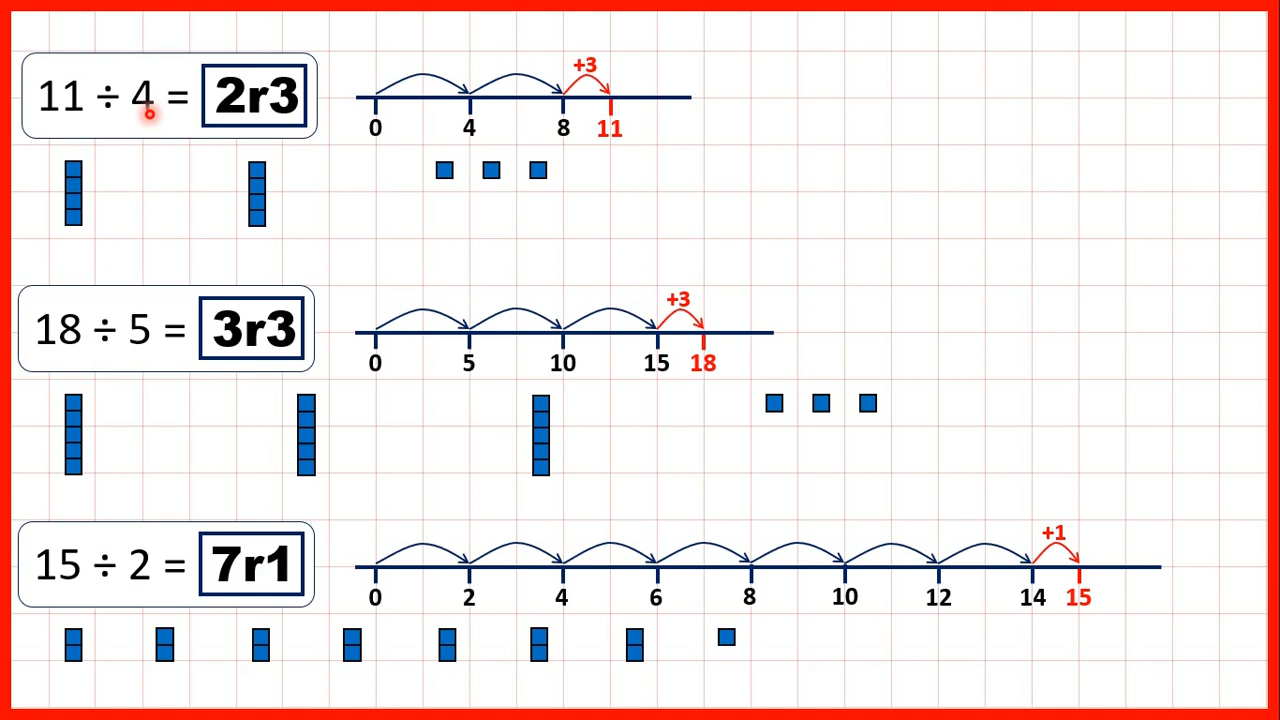 11 ÷ 4 = 2r3
+3
0 4 8 11
18 ÷ 5 = 3r3
+3
0 5 10 15 18
15 ÷ 2 = 7r1
+1
0 2 4 6 8 10 12 14 15